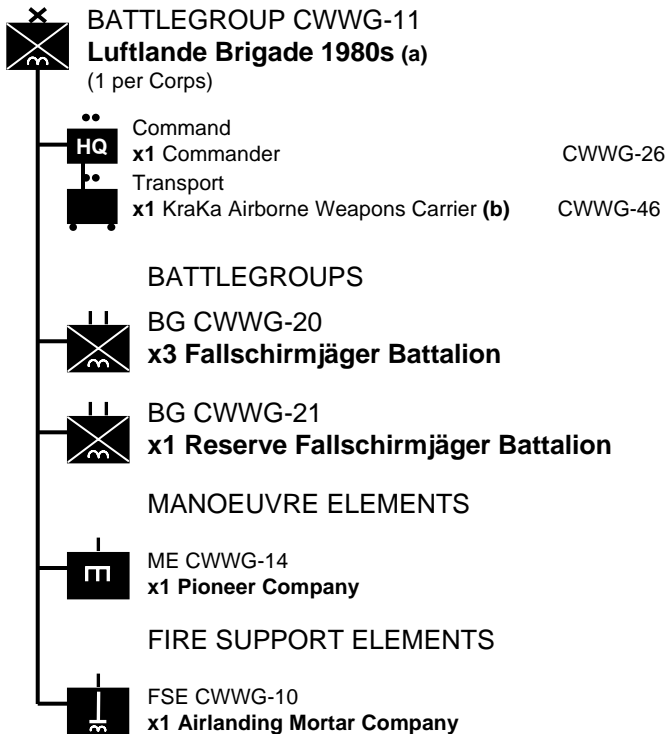 BATTLEGROUP CWWG-11
Luftlande Brigade 1980s (a)
(1 per Corps)
HQ
Command
x1 Commander CWWG-26
Transport
x1 KraKa Airborne Weapons Carrier (b) CWWG-46
BATTLEGROUPS
BG CWWG-20
x3 Fallschirmjäger Battalion
BG CWWG-21
x1 Reserve Fallschirmjäger Battalion
MANOEUVRE ELEMENTS
ME CWWG-14
x1 Pioneer Company
FIRE SUPPORT ELEMENTS
FSE CWWG-10
x1 Airlanding Mortar Company